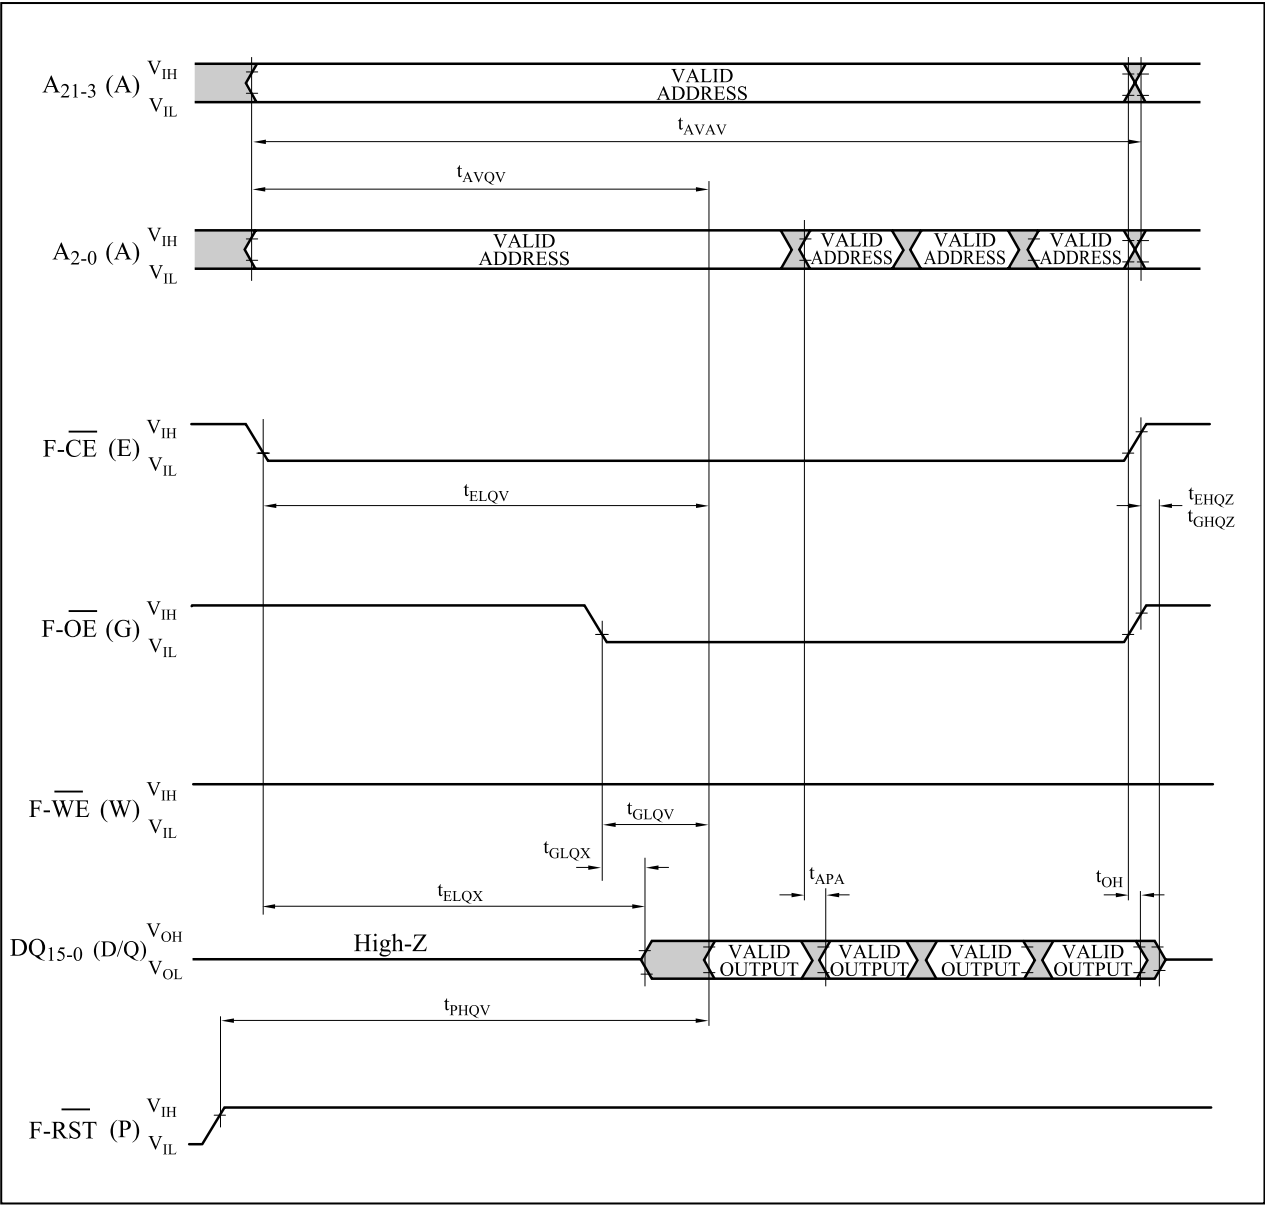 A21-3 (A)
VIH
VIL
VALID
ADDRESS
tAVAV
tAVQV
A2-0 (A)
VIH
VIL
VALID
ADDRESS
VALID
ADDRESS
VALID
ADDRESS
VALID
ADDRESS
F-CE (E)
VIH
VIL
tELQV
tEHQZ
tGHQZ
F-OE (G)
VIH
VIL
F-WE (W)
VIH
VIL
tGLQV
tGLQX
tAPA
tOH
tELQX
DQ15-0 (D/Q)
VOH
VOL
High-Z
VALID
OUTPUT
VALID
OUTPUT
VALID
OUTPUT
VALID
OUTPUT
tPHQV
F-RST (P)
VIH
VIL